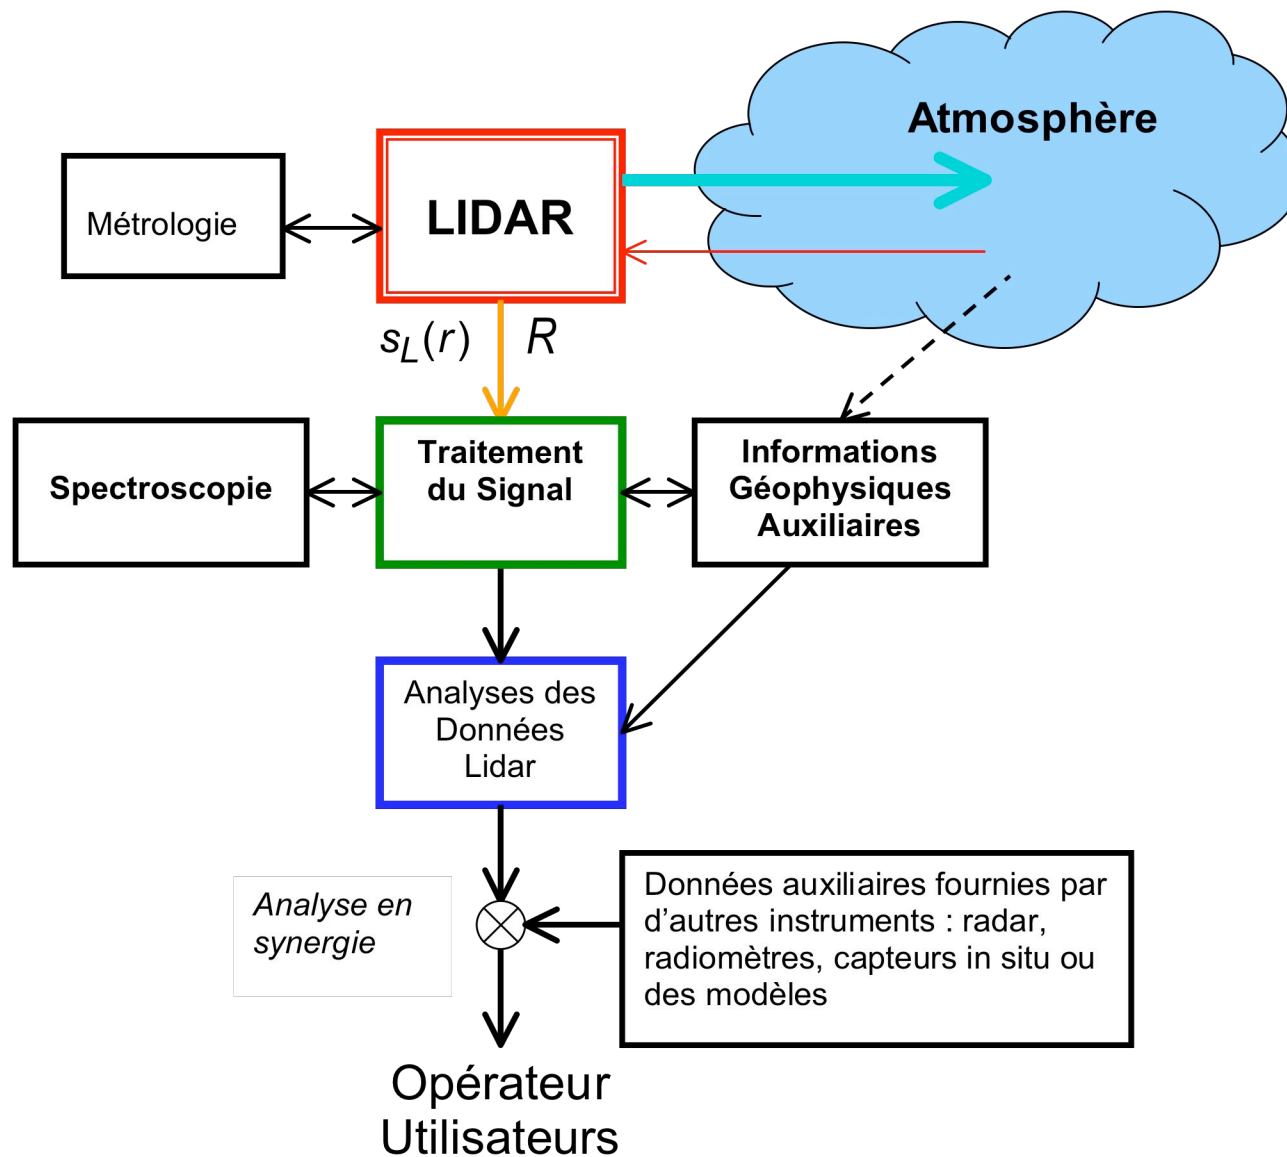 Atmosphère
LIDAR
Métrologie
s_L(r) R
Spectroscopie
Traitement
du Signal
Informations
Géophysiques
Auxiliaires
Analyses des
Données
Lidar
Analyse en
synergie
Données auxiliaires fournies par
d’autres instruments : radar,
radiomètres, capteurs in situ ou
des modèles
Opérateur
Utilisateurs